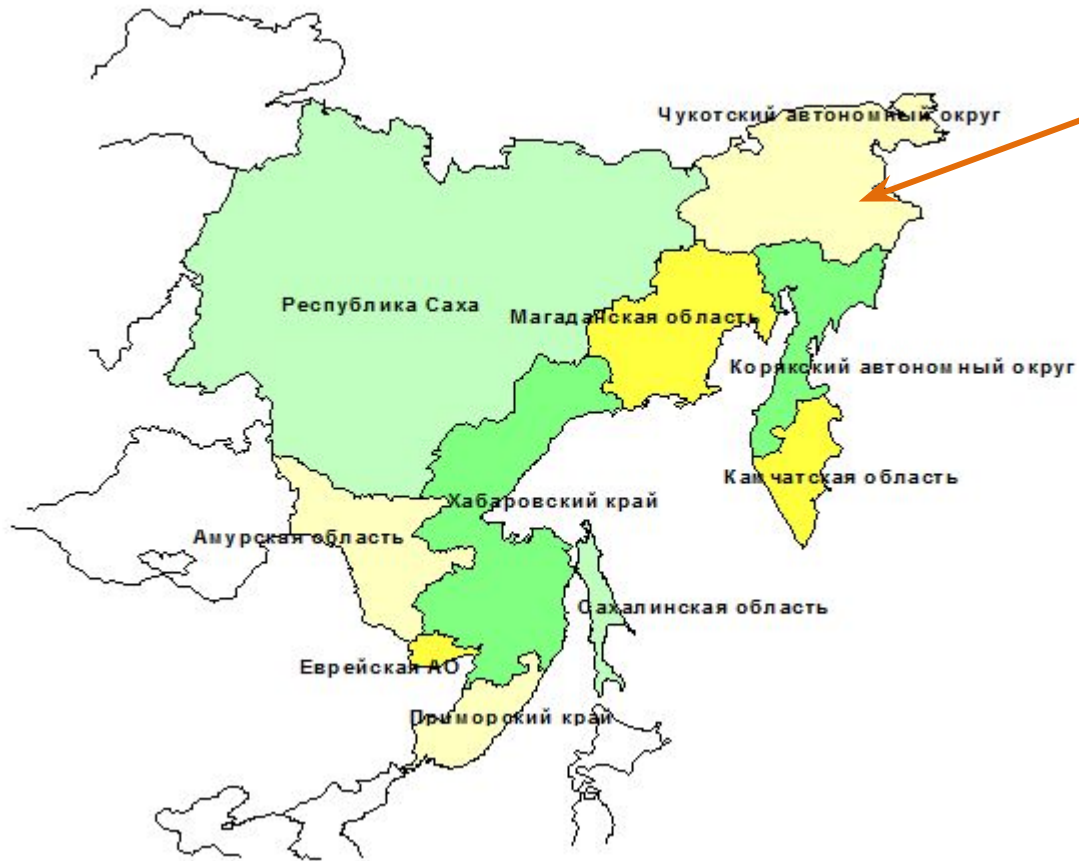 Чукотский автономный округ
Республика Саха
Магаданская область
Корякский автономный округ
Камчатская область
Хабаровский край
Амурская область
Сахалинская область
Еврейская АО
Приморский край